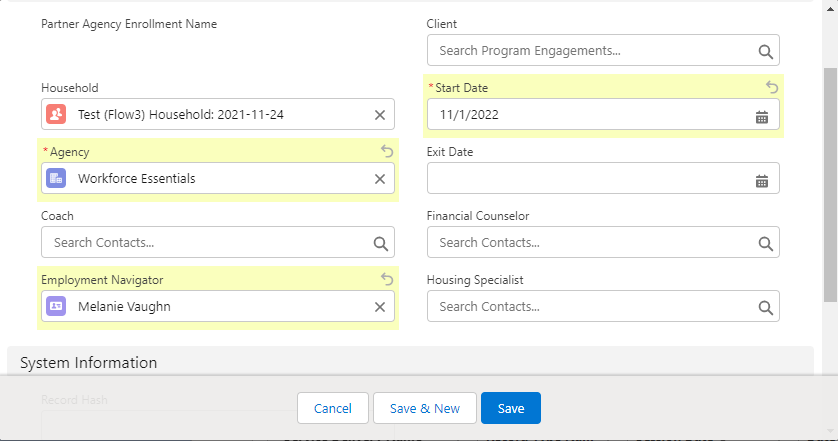 Partner Agency Enrollment Name
Client
Search Program Engagements...
Household
Test (Flow3) Household: 2021-11-24
* Start Date
11/1/2022
* Agency
Workforce Essentials
Exit Date
Coach
Search Contacts...
Financial Counselor
Search Contacts...
Employment Navigator
Melanie Vaughn
Housing Specialist
Search Contacts...
System Information
Record Hash
Cancel
Save & New
Save